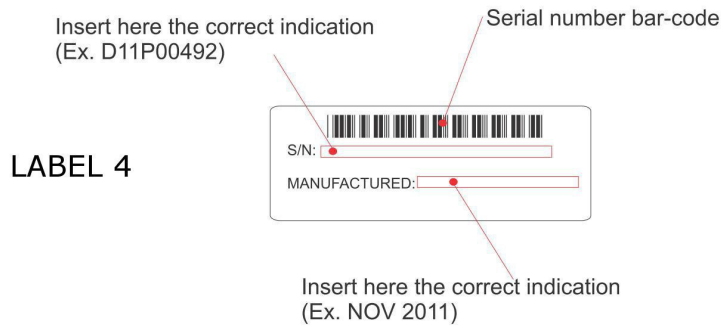 Insert here the correct indication
(Ex. D11P00492)
Serial number bar-code
LABEL 4
S/N:
MANUFACTURED:
Insert here the correct indication
(Ex. NOV 2011)